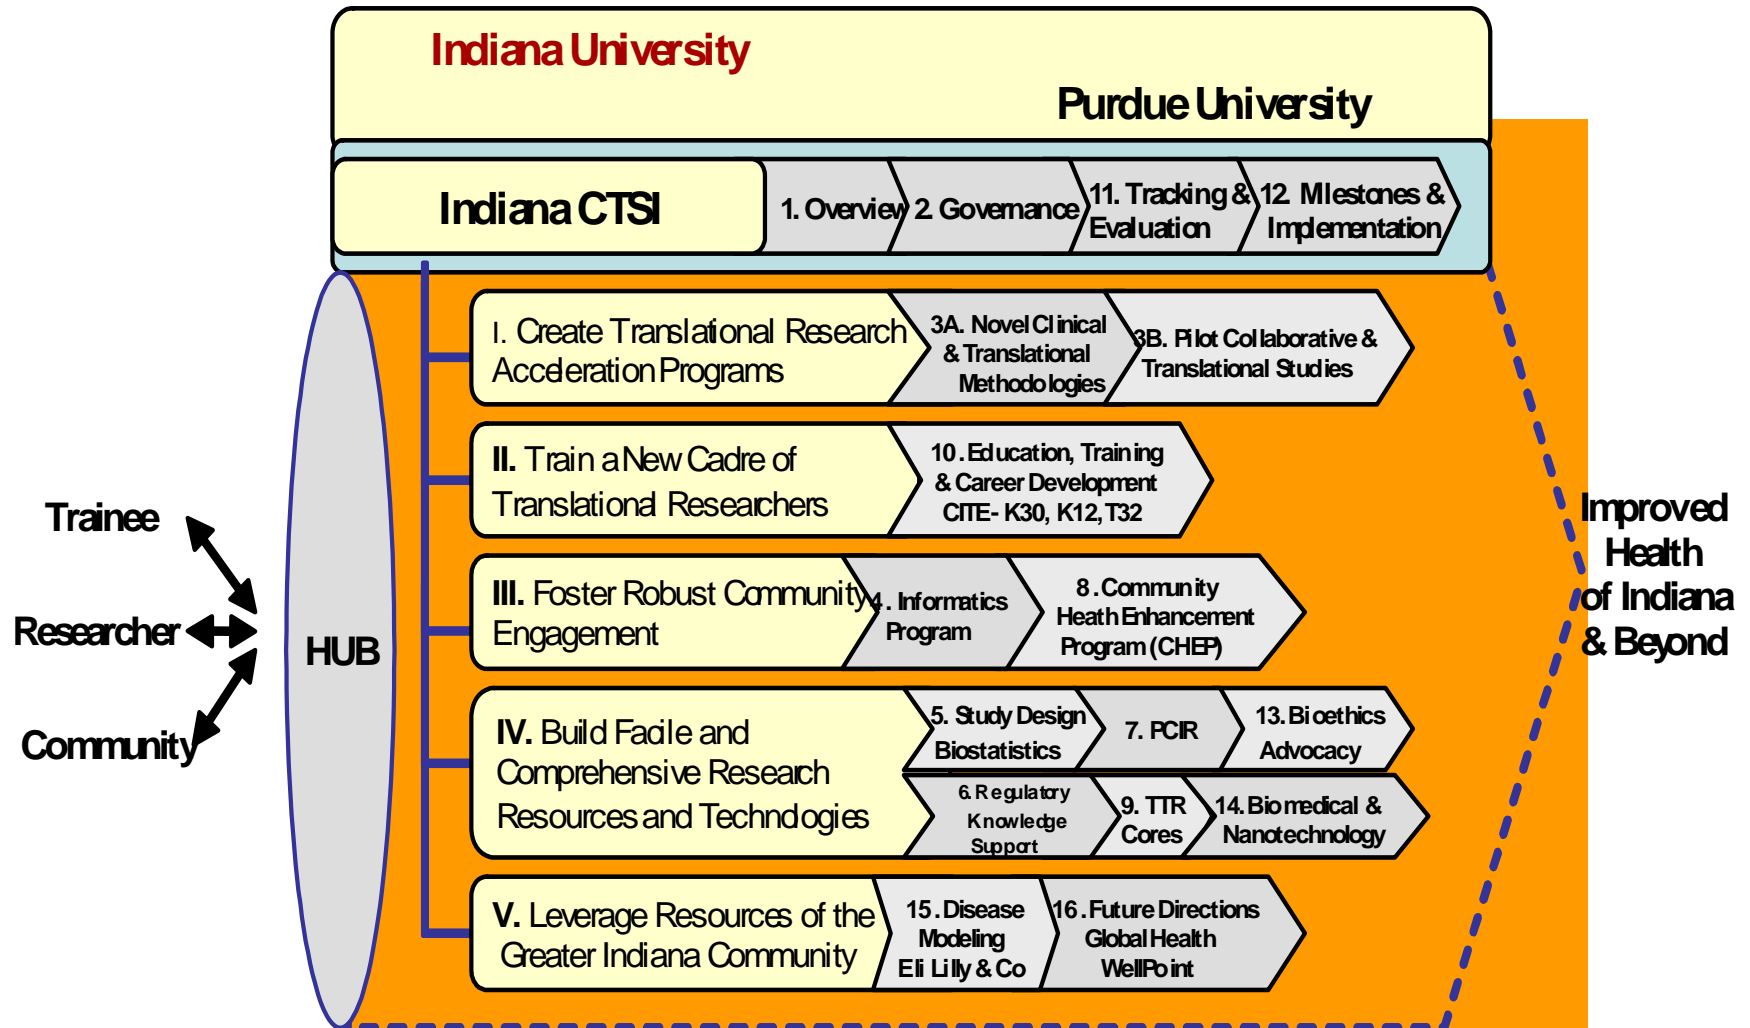 Indiana University
Purdue University
Indiana CTSI
1. Overview
2. Governance
11. Tracking &
Evaluation
12. Milestones &
Implementation
I. Create Translational Research
Acceleration Programs
3A. Novel Clinical
& Translational
Methodologies
3B. Pilot Collaborative &
Translational Studies
II. Train a New Cadre of
Translational Researchers
10. Education, Training
& Career Development
CITE- K30, K12, T32
III. Foster Robust Community
Engagement
4. Informatics
Program
8. Community
Heath Enhancement
Program (CHEP)
IV. Build Facile and
Comprehensive Research
Resources and Technologies
5. Study Design
Biostatistics
7. PCIR
13. Bioethics
Advocacy
6. Regulatory
Knowledge
Support
9. TTR
Cores
14. Biomedical &
Nanotechnology
V. Leverage Resources of the
Greater Indiana Community
15. Disease
Modeling
Eli Lilly & Co
16. Future Directions
Global Health
WellPoint
Trainee
Researcher
Community
HUB
Improved
Health
of Indiana
& Beyond